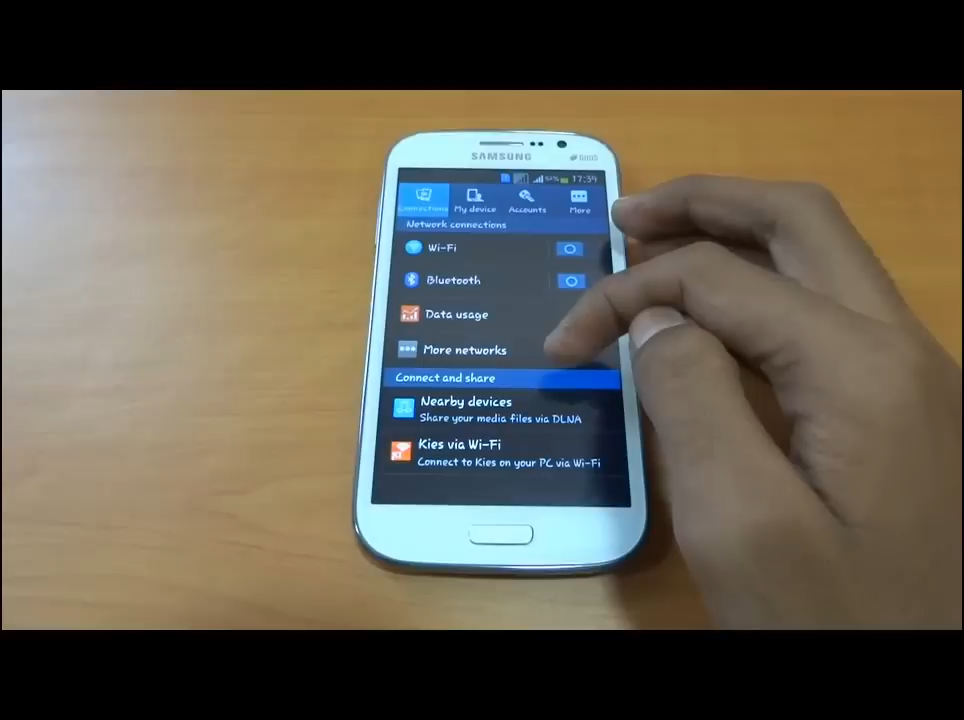 SAMSUNG
DUOS
17:39
Connections
My device
Accounts
More
Network connections
Wi-Fi
Bluetooth
Data usage
More networks
Connect and share
Nearby devices
Share your media files via DLNA
Kies via Wi-Fi
Connect to Kies on your PC via Wi-Fi